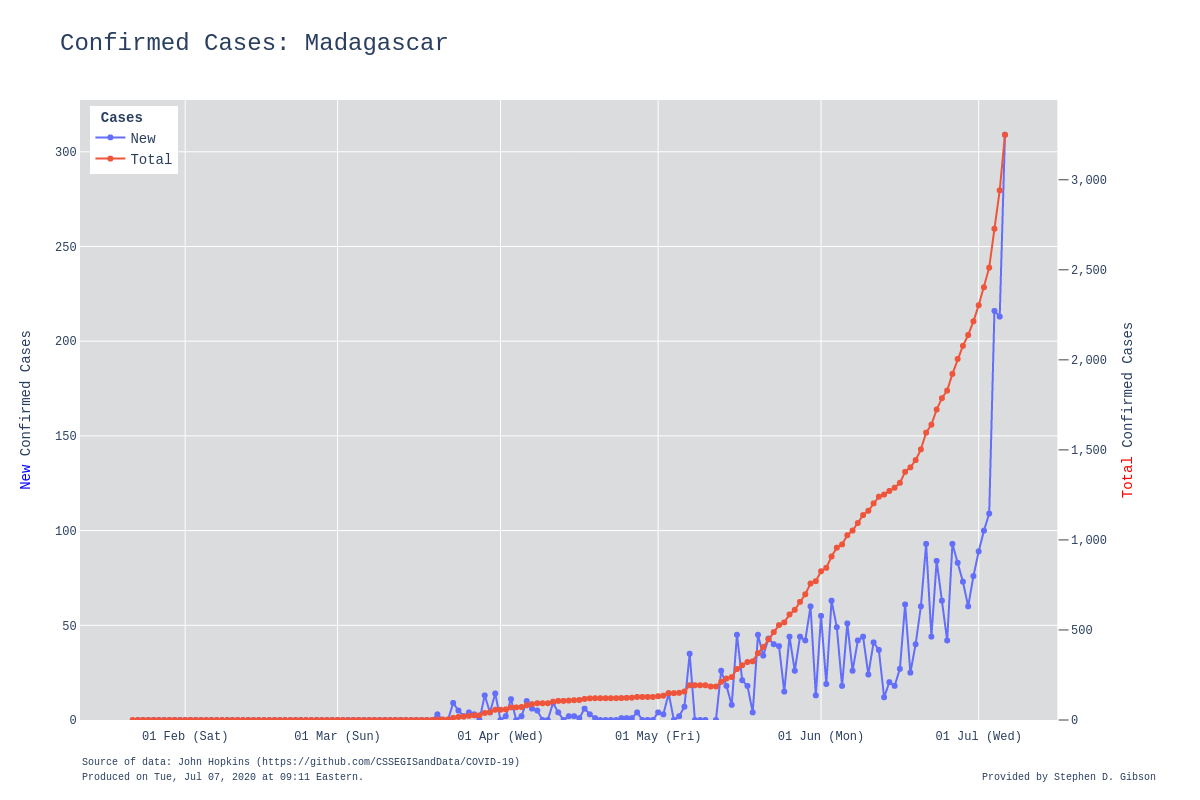 Confirmed Cases: Madagascar
Cases
New
Total
300
250
200
150
100
50
0
3,000
2,500
2,000
1,500
1,000
500
0
New Confirmed Cases
Total Confirmed Cases
01 Feb (Sat)
01 Mar (Sun)
01 Apr (Wed)
01 May (Fri)
01 Jun (Mon)
01 Jul (Wed)
Source of data: John Hopkins (https://github.com/CSSEGISandData/COVID-19)
Produced on Tue, Jul 07, 2020 at 09:11 Eastern.
Provided by Stephen D. Gibson